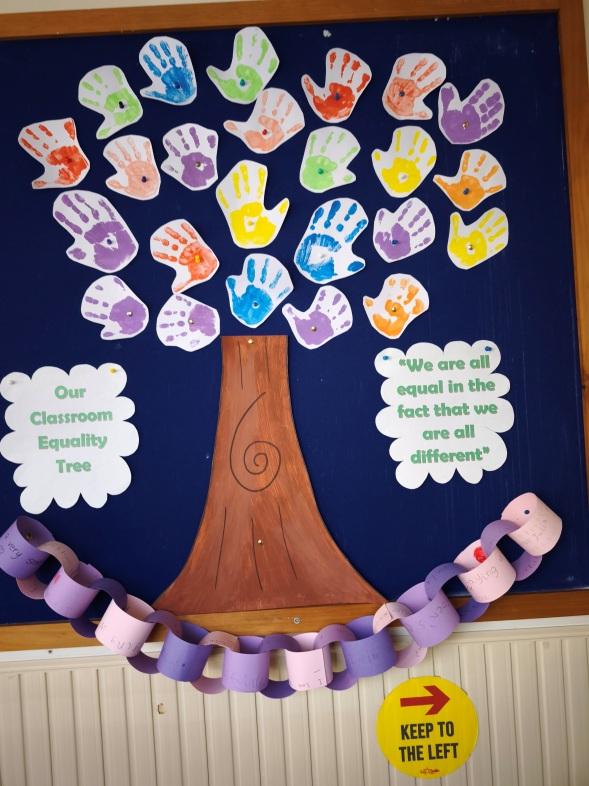 Our
Classroom
Equality
Tree
"We are all
equal in the
fact that we
are all
different"
very
KEEP TO
THE LEFT